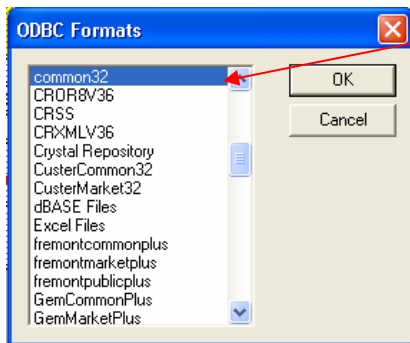 ODBC Formats
common32
CROR8V36
CRSS
CRXMLV36
Crystal Repository
CusterCommon32
CusterMarket32
dBASE Files
Excel Files
fremontcommonplus
fremontmarketplus
fremontpublicplus
GemCommonPlus
GemMarketPlus
OK
Cancel